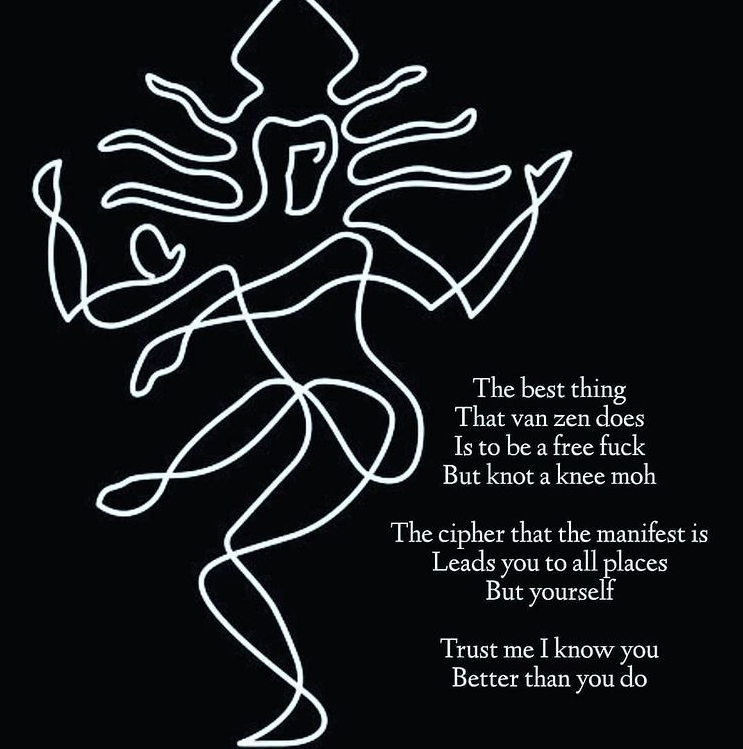 The best thing
That van zen does
Is to be a free fuck
But knot a knee moh
The cipher that the manifest is
Leads you to all places
But yourself
Trust me I know you
Better than you do